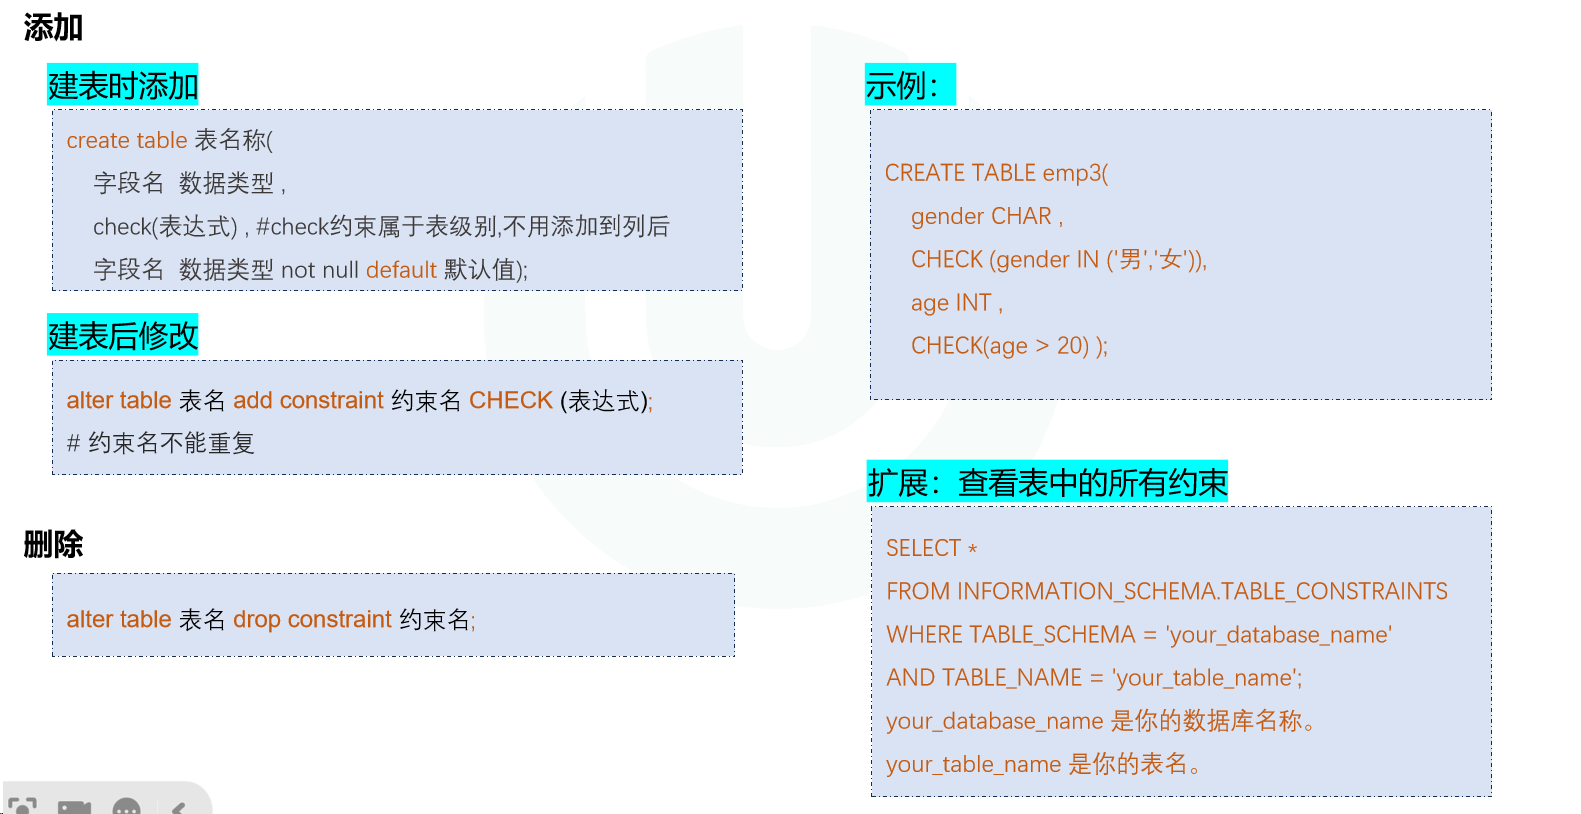 添加
建表时添加
create table 表名称(
字段名 数据类型 ,
check(表达式) , #check约束属于表级别,不用添加到列后
字段名 数据类型 not null default 默认值);
建表后修改
alter table 表名 add constraint 约束名 CHECK (表达式);
# 约束名不能重复
删除
alter table 表名 drop constraint 约束名;
示例：
CREATE TABLE emp3(
gender CHAR ,
CHECK (gender IN ('男','女')),
age INT ,
CHECK(age > 20) );
扩展：查看表中的所有约束
SELECT *
FROM INFORMATION_SCHEMA.TABLE_CONSTRAINTS
WHERE TABLE_SCHEMA = 'your_database_name'
AND TABLE_NAME = 'your_table_name';
your_database_name 是你的数据库名称。
your_table_name 是你的表名。